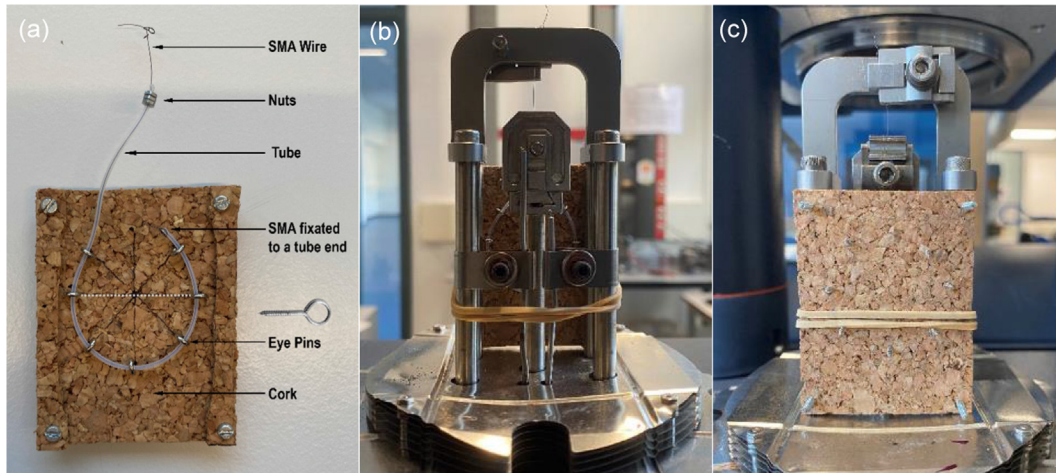 (a)
SMA Wire
Nuts
Tube
SMA fixated
to a tube end
Eye Pins
Cork
(b)
(c)